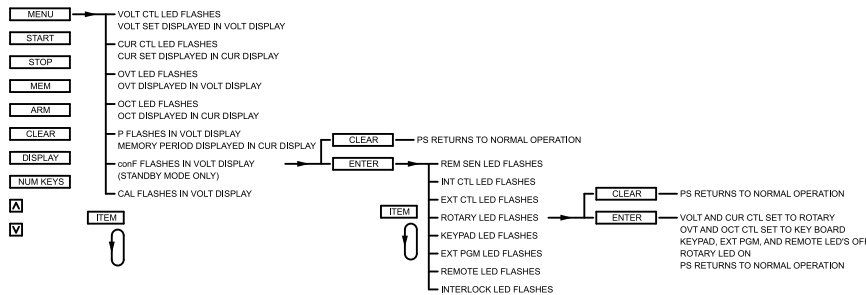 MENU
START
STOP
MEM
ARM
CLEAR
DISPLAY
NUM KEYS
VOLT CTL LED FLASHES
VOLT SET DISPLAYED IN VOLT DISPLAY
CUR CTL LED FLASHES
CUR SET DISPLAYED IN CUR DISPLAY
OVT LED FLASHES
OVT DISPLAYED IN VOLT DISPLAY
OCT LED FLASHES
OCT DISPLAYED IN CUR DISPLAY
P FLASHES IN VOLT DISPLAY
MEMORY PERIOD DISPLAYED IN CUR DISPLAY
conF FLASHES IN VOLT DISPLAY
(STANDBY MODE ONLY)
CAL FLASHES IN VOLT DISPLAY
ITEM
CLEAR
PS RETURNS TO NORMAL OPERATION
ENTER
REM SEN LED FLASHES
INT CTL LED FLASHES
EXT CTL LED FLASHES
ROTARY LED FLASHES
KEYPAD LED FLASHES
EXT PGM LED FLASHES
REMOTE LED FLASHES
INTERLOCK LED FLASHES
ITEM
CLEAR
PS RETURNS TO NORMAL OPERATION
ENTER
VOLT AND CUR CTL SET TO ROTARY
OVT AND OCT CTL SET TO KEY BOARD
KEYPAD, EXT PGM, AND REMOTE LED'S OF
ROTARY LED ON
PS RETURNS TO NORMAL OPERATION